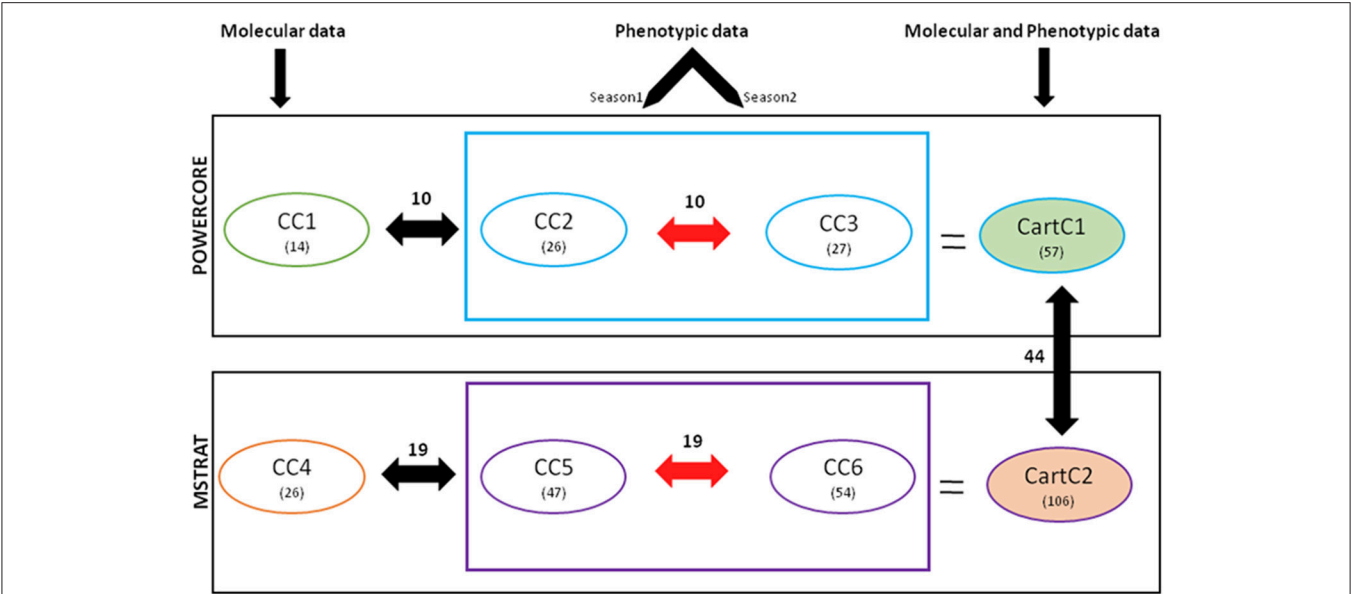 Molecular data
Phenotypic data
Molecular and Phenotypic data
Season1
Season2
POWERCORE
CC1
(14)
10
CC2
(26)
10
CC3
(27)
=
CartC1
(57)
44
MSTRAT
CC4
(26)
19
CC5
(47)
19
CC6
(54)
=
CartC2
(106)